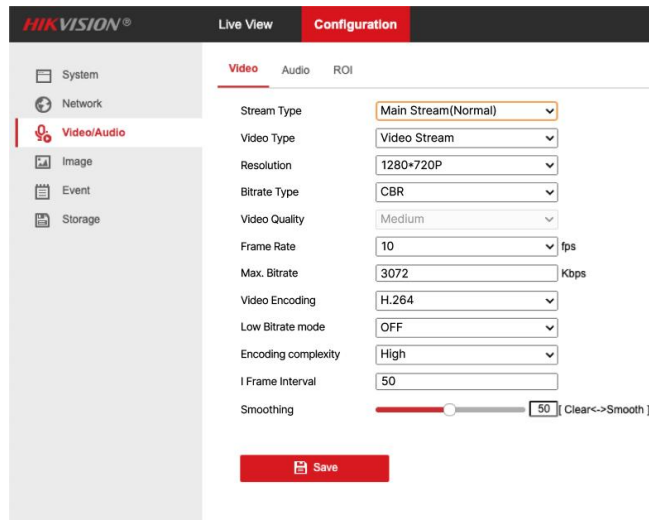 HIKVISION® Live View Configuration
System
Network
Video/Audio
Image
Event
Storage
Video Audio ROI
Stream Type Main Stream(Normal)
Video Type Video Stream
Resolution 1280*720P
Bitrate Type CBR
Video Quality Medium
Frame Rate 10 fps
Max. Bitrate 3072 Kbps
Video Encoding H.264
Low Bitrate mode OFF
Encoding complexity High
I Frame Interval 50
Smoothing 50 [ Clear<->Smooth ]
Save